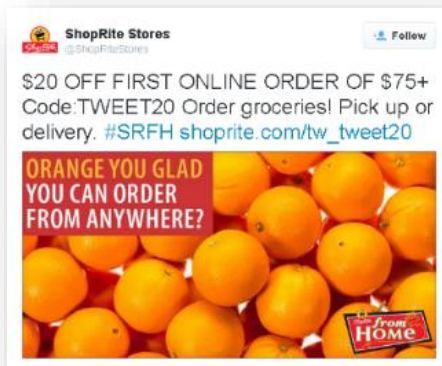 ShopRite Stores
@ShopRiteStores
Follow
$20 OFF FIRST ONLINE ORDER OF $75+
Code:TWEET20 Order groceries! Pick up or
delivery. #SRFH shoprite.com/tw_tweet20
ORANGE YOU GLAD
YOU CAN ORDER
FROM ANYWHERE?
from
HOME